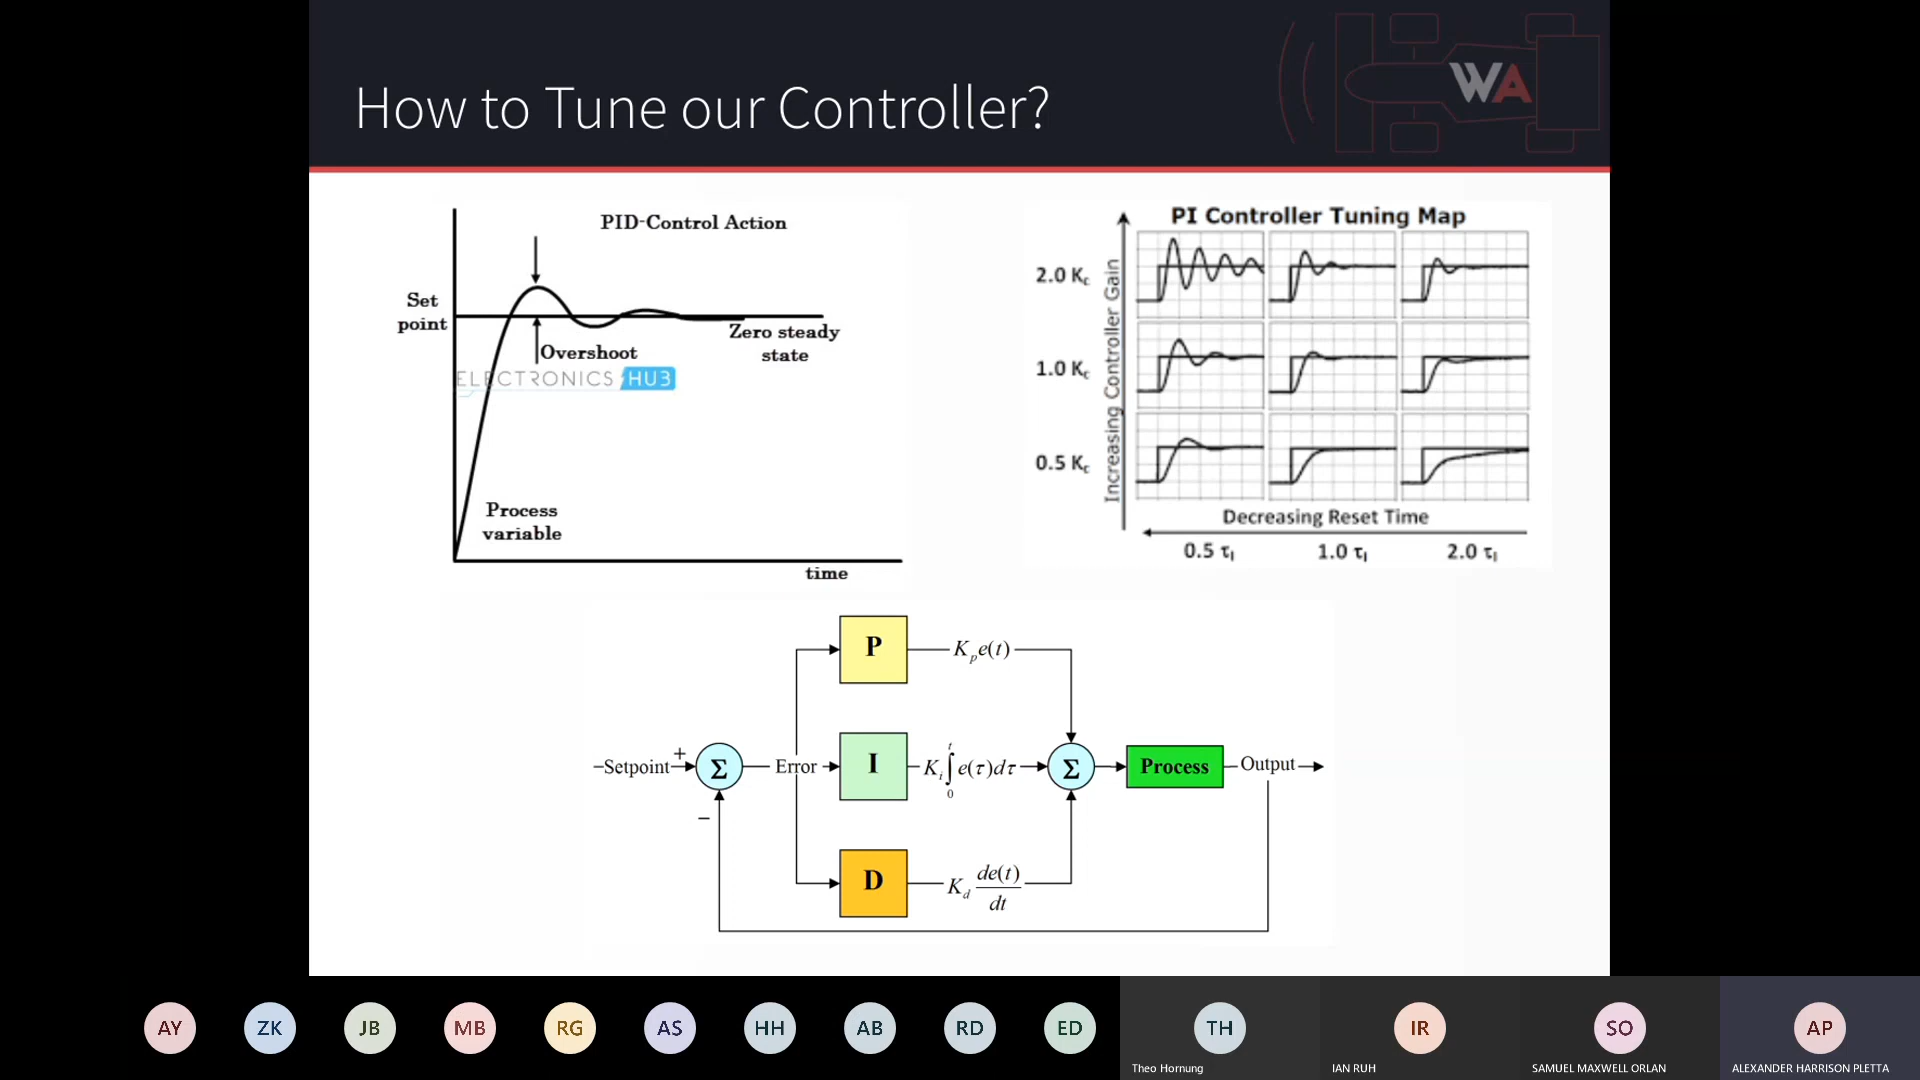 WA
How to Tune our Controller?
PID-Control Action
Set
point
Overshoot
Zero steady
state
ELECTRONICS HUB
Process
variable
time
PI Controller Tuning Map
Increasing Controller Gain
2.0 Kc
1.0 Kc
0.5 Kc
Decreasing Reset Time
0.5 τI
1.0 τI
2.0 τI
P
Kp e(t)
Setpoint
+
Σ
Error
I
Ki ∫0t e(τ)dτ
Σ
Process
Output
−
D
Kd de(t)/dt
AY
ZK
JB
MB
RG
AS
HH
AB
RD
ED
TH
IR
SO
AP
Theo Hornung
IAN RUH
SAMUEL MAXWELL ORLAN
ALEXANDER HARRISON PLETTA